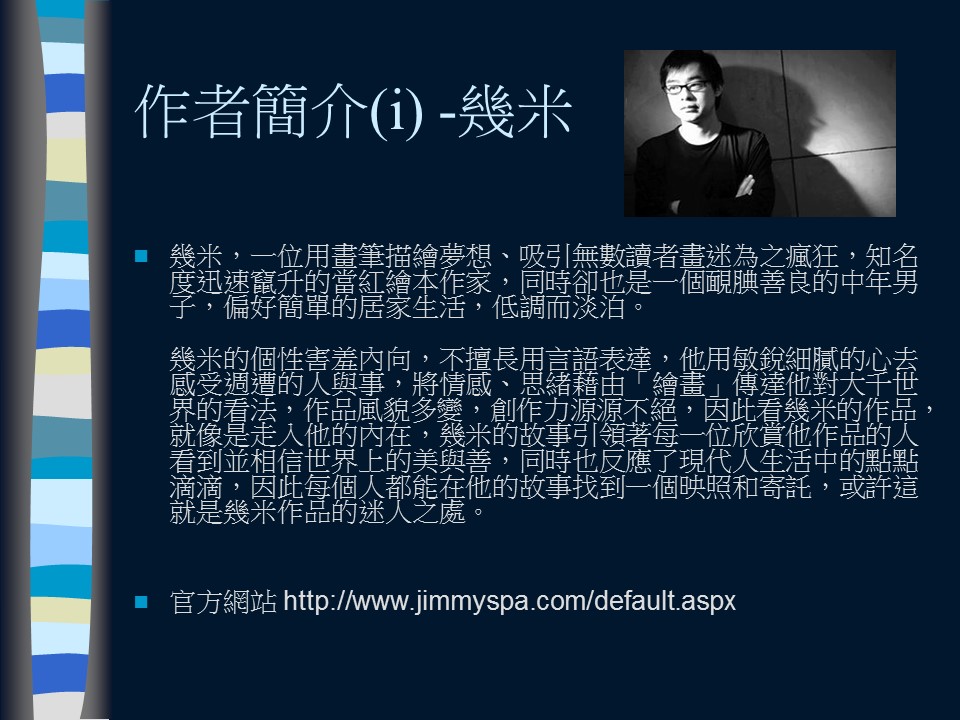 作者簡介(i) -幾米
幾米，一位用畫筆描繪夢想、吸引無數讀者畫迷為之瘋狂，知名
度迅速竄升的當紅繪本作家，同時卻也是一個靦腆善良的中年男
子，偏好簡單的居家生活，低調而淡泊。
幾米的個性害羞內向，不擅長用言語表達，他用敏銳細膩的心去
感受週遭的人與事，將情感、思緒藉由「繪畫」傳達他對大千世
界的看法，作品風貌多變，創作力源源不絕，因此看幾米的作品，
就像是走入他的內在，幾米的故事引領著每一位欣賞他作品的人
看到並相信世界上的美與善，同時也反應了現代人生活中的點點
滴滴，因此每個人都能在他的故事找到一個映照和寄託，或許這
就是幾米作品的迷人之處。
官方網站 http://www.jimmyspa.com/default.aspx